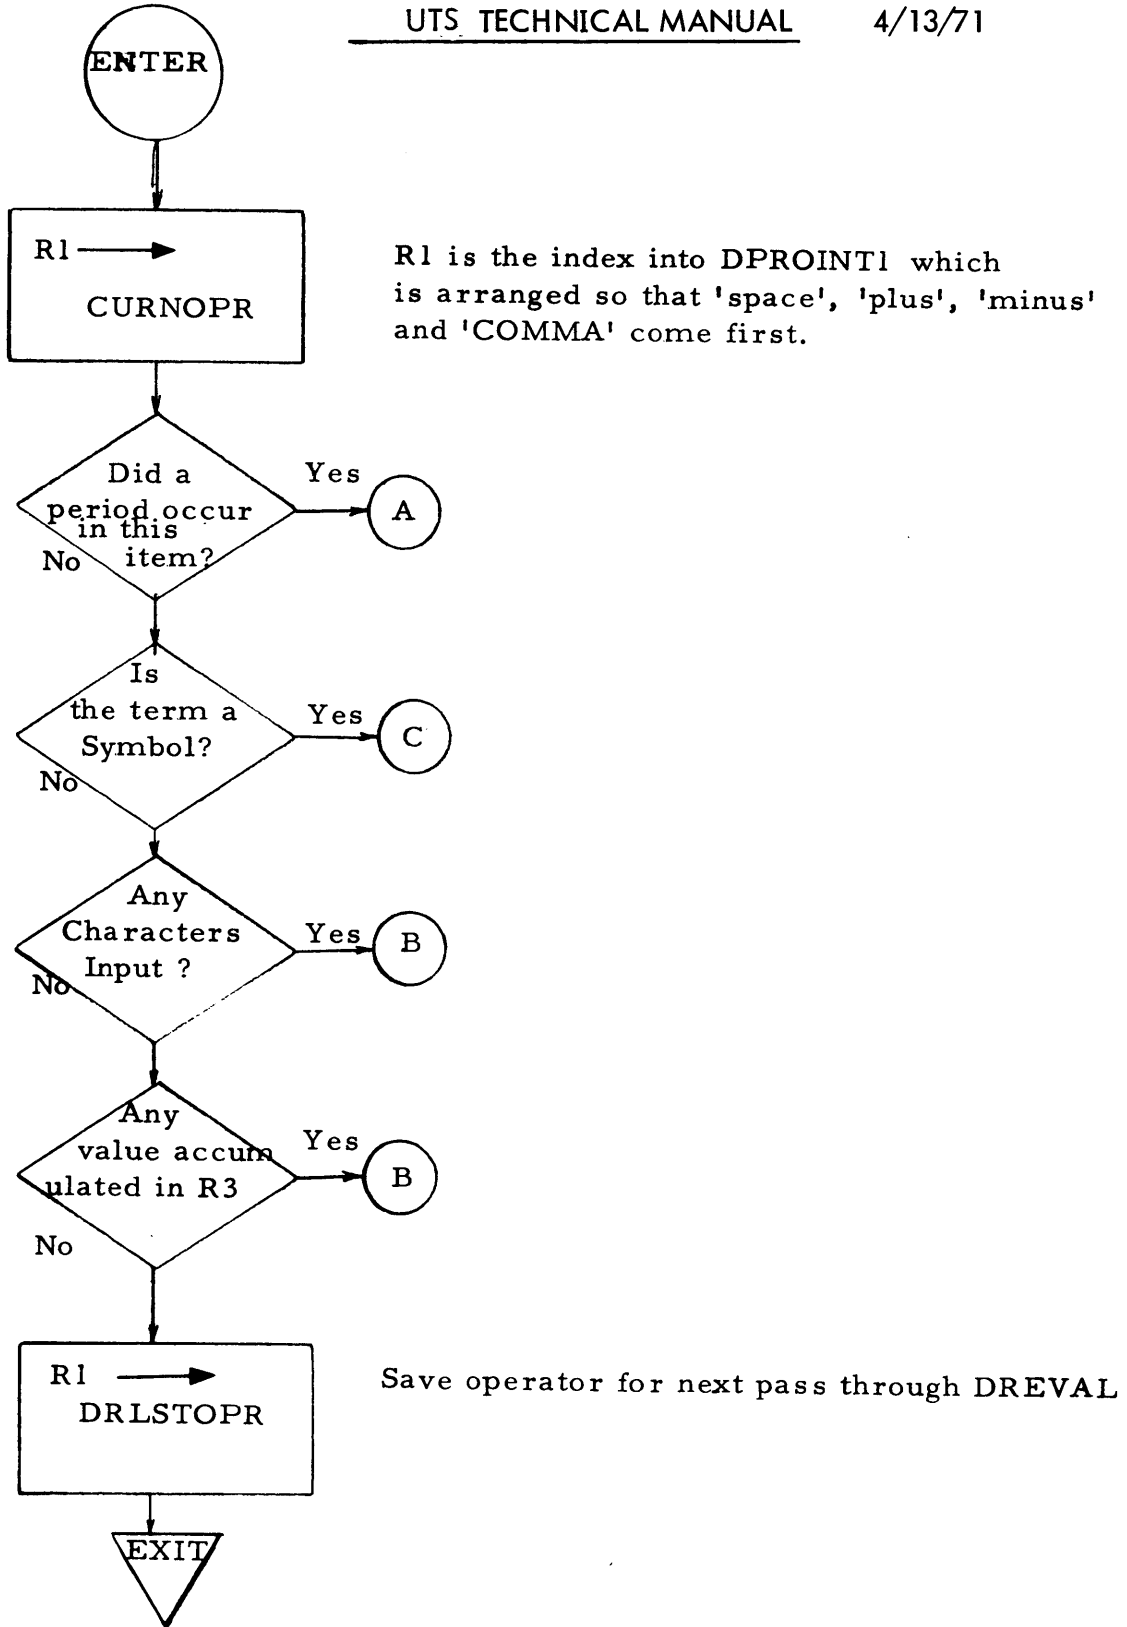 UTS TECHNICAL MANUAL 4/13/71
ENTER
R1
CURNOPR
R1 is the index into DPROINT1 which
is arranged so that 'space', 'plus', 'minus'
and 'COMMA' come first.
Did a
period occur
in this
item?
Yes
A
No
Is
the term a
Symbol?
Yes
C
No
Any
Characters
Input ?
Yes
B
No
Any
value accum
ulated in R3
Yes
B
No
R1
DRLSTOPR
Save operator for next pass through DREVAL
EXIT